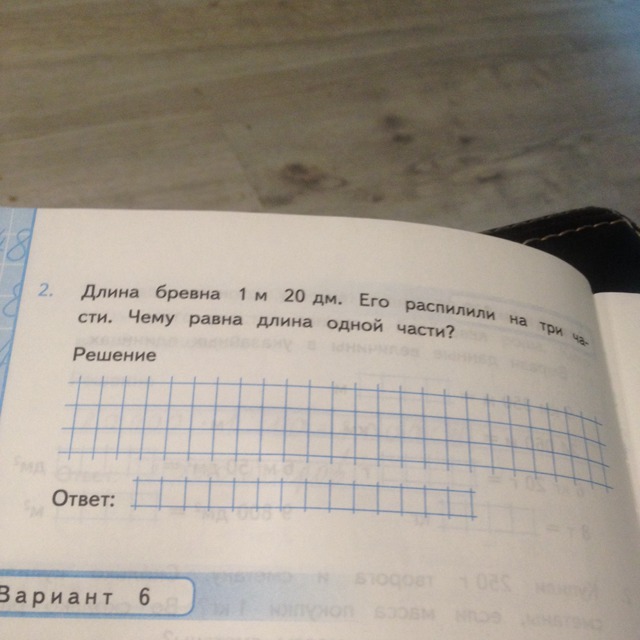 2. Длина бревна 1 м 20 дм. Его распилили на три ча-
сти. Чему равна длина одной части?
Решение
Ответ:
Вариант 6